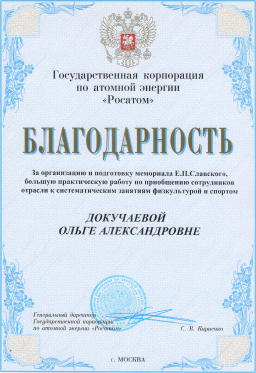 Государственная корпорация
по атомной энергии
«Росатом»
БЛАГОДАРНОСТЬ
За организацию и подготовку мемориала Е.П.Славского,
большую практическую работу по приобщению сотрудников
отрасли к систематическим занятиям физкультурой и спортом
ДОКУЧАЕВОЙ
ОЛЬГЕ АЛЕКСАНДРОВНЕ
Генеральный директор
Государственной корпорации
по атомной энергии «Росатом»
С. В. Кириенко
г. МОСКВА